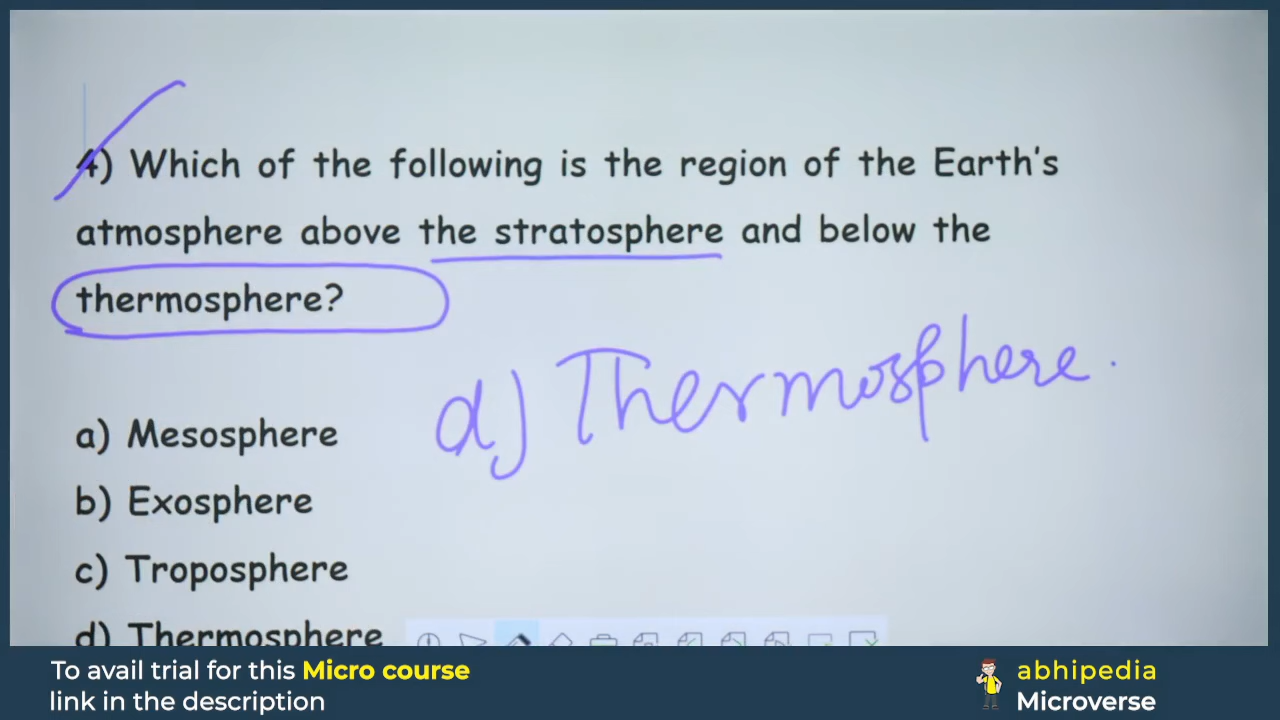 4) Which of the following is the region of the Earth's
atmosphere above the stratosphere and below the
thermosphere?
d) Thermosphere.
a) Mesosphere
b) Exosphere
c) Troposphere
d) Thermosphere
To avail trial for this Micro course
link in the description
abhipedia
Microverse